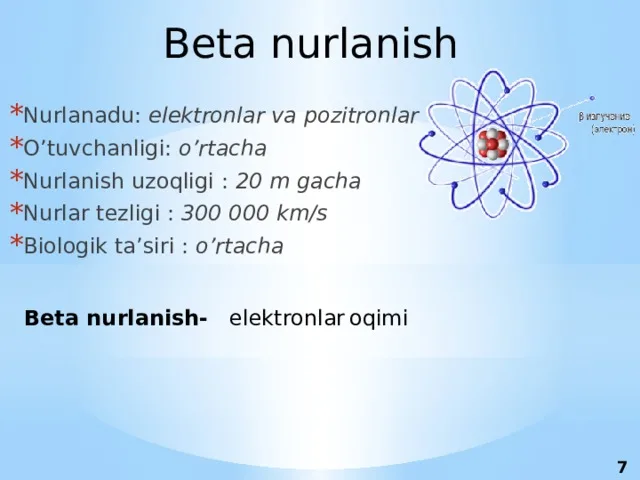 Beta nurlanish
*Nurlanadu: elektronlar va pozitronlar
*O’tuvchanligi: o’rtacha
*Nurlanish uzoqligi : 20 m gacha
*Nurlar tezligi : 300 000 km/s
*Biologik ta’siri : o’rtacha
β излучение
(электрон
Beta nurlanish- elektronlar oqimi
7